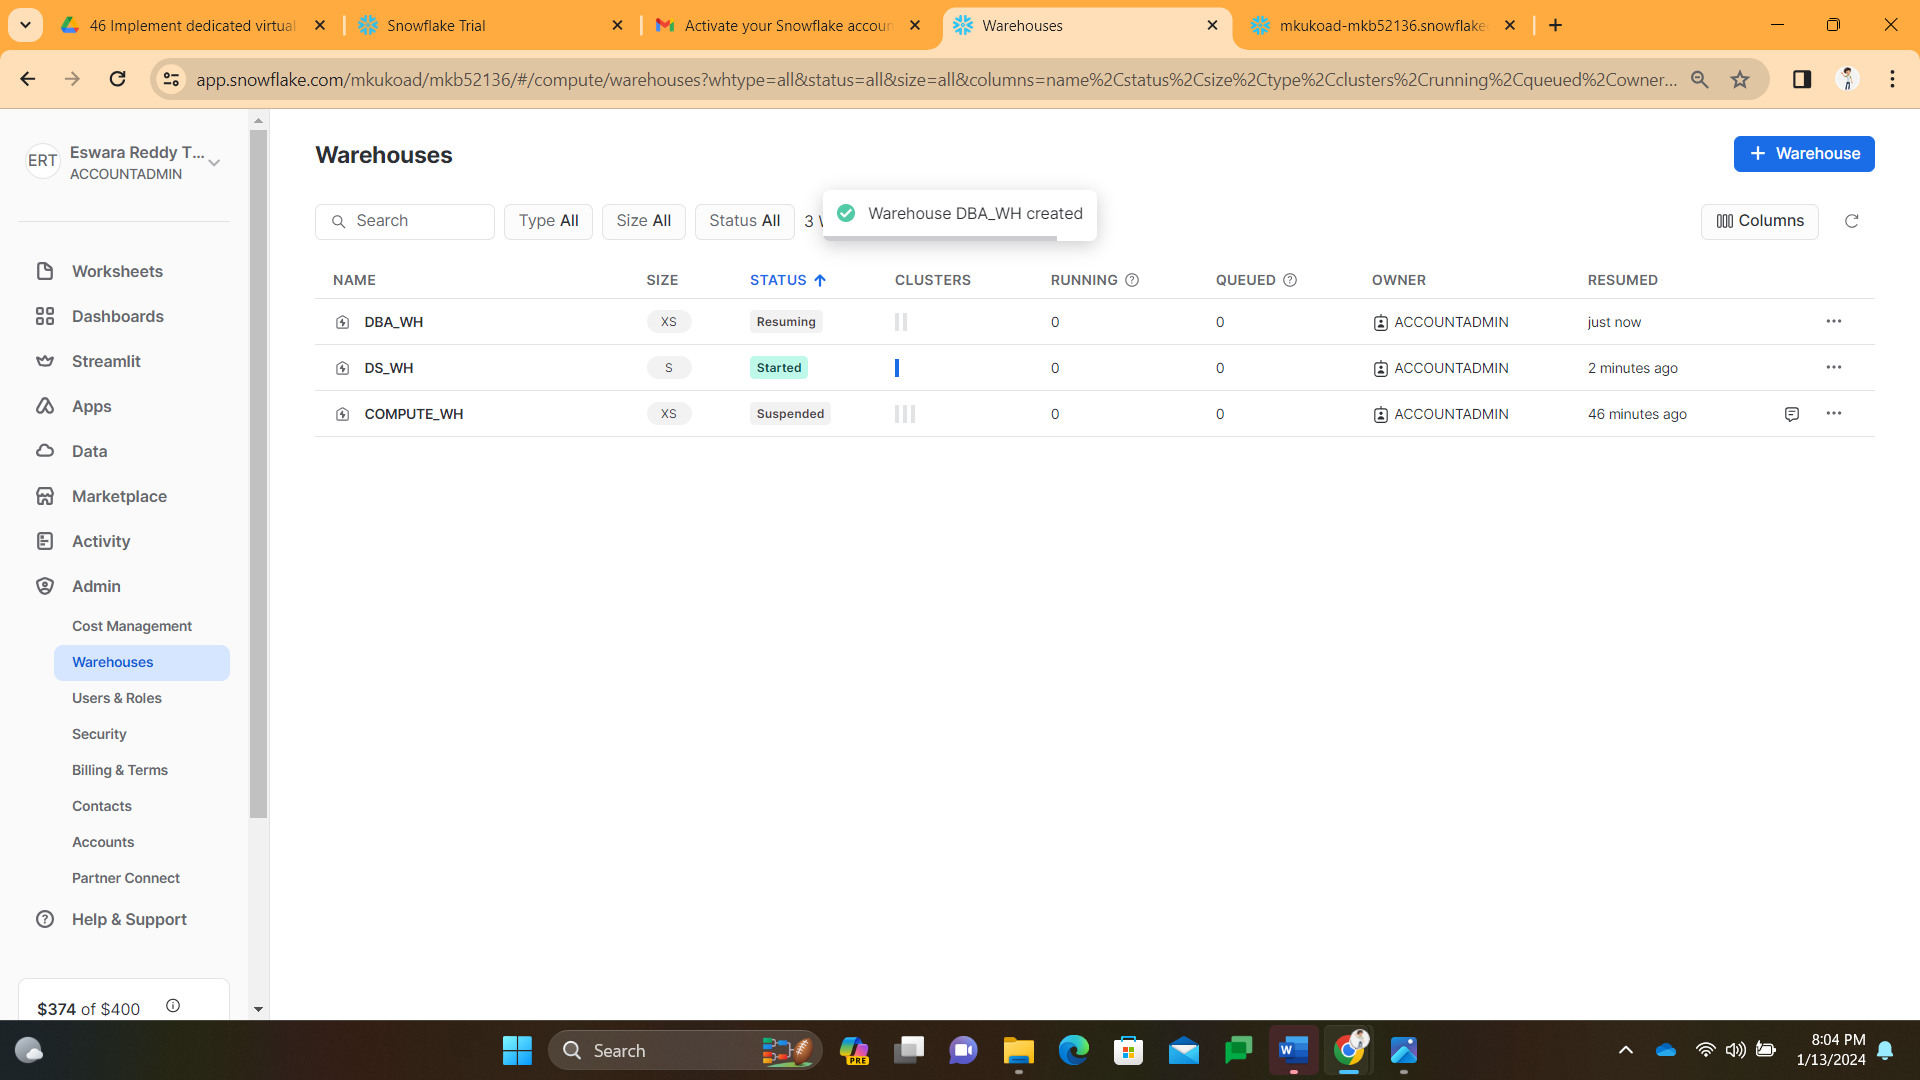 46 Implement dedicated virtual
Snowflake Trial
Activate your Snowflake accoun
Warehouses
mkukoad-mkb52136.snowflake
app.snowflake.com/mkukoad/mkb52136/#/compute/warehouses?whtype=all&status=all&size=all&columns=name%2Cstatus%2Csize%2Ctype%2Cclusters%2Crunning%2Cqueued%2Cowner...
ERT
Eswara Reddy T...
ACCOUNTADMIN
Worksheets
Dashboards
Streamlit
Apps
Data
Marketplace
Activity
Admin
Cost Management
Warehouses
Users & Roles
Security
Billing & Terms
Contacts
Accounts
Partner Connect
Help & Support
$374 of $400
Warehouses
+ Warehouse
Search
Type All
Size All
Status All
3
Warehouse DBA_WH created
Columns
NAME SIZE STATUS CLUSTERS RUNNING QUEUED OWNER RESUMED
DBA_WH XS Resuming 0 0 ACCOUNTADMIN just now
DS_WH S Started 0 0 ACCOUNTADMIN 2 minutes ago
COMPUTE_WH XS Suspended 0 0 ACCOUNTADMIN 46 minutes ago
Search
PRE
W
8:04 PM
1/13/2024